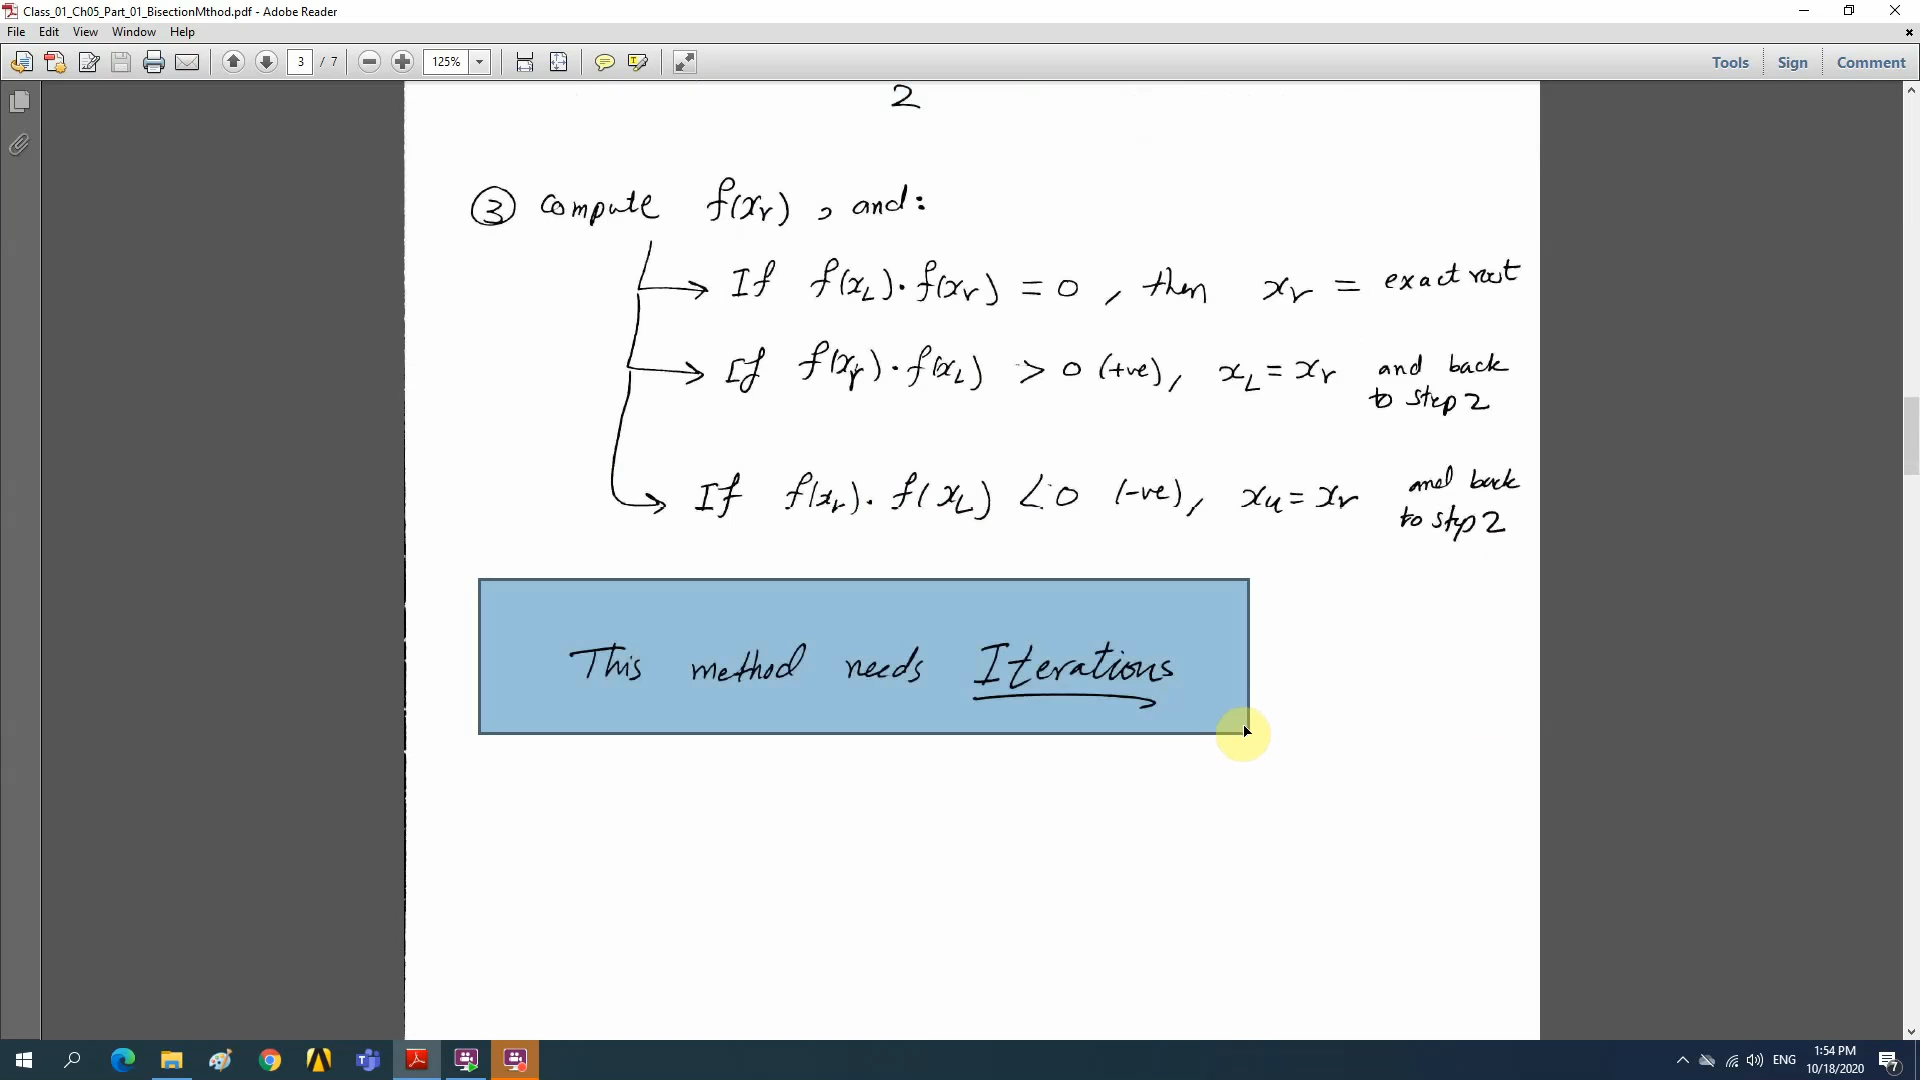 Class_01_Ch05_Part_01_BisectionMthod.pdf - Adobe Reader
File Edit View Window Help
3 / 7 125% Tools Sign Comment
2
③ compute f(xr), and:
If f(xL)·f(xr) = 0, then xr = exact root
If f(xr)·f(xL) > 0 (+ve), xL = xr and back
to step 2
If f(xr)·f(xL) < 0 (-ve), xu = xr and back
to step 2
This method needs Iterations
ENG
1:54 PM
10/18/2020
7